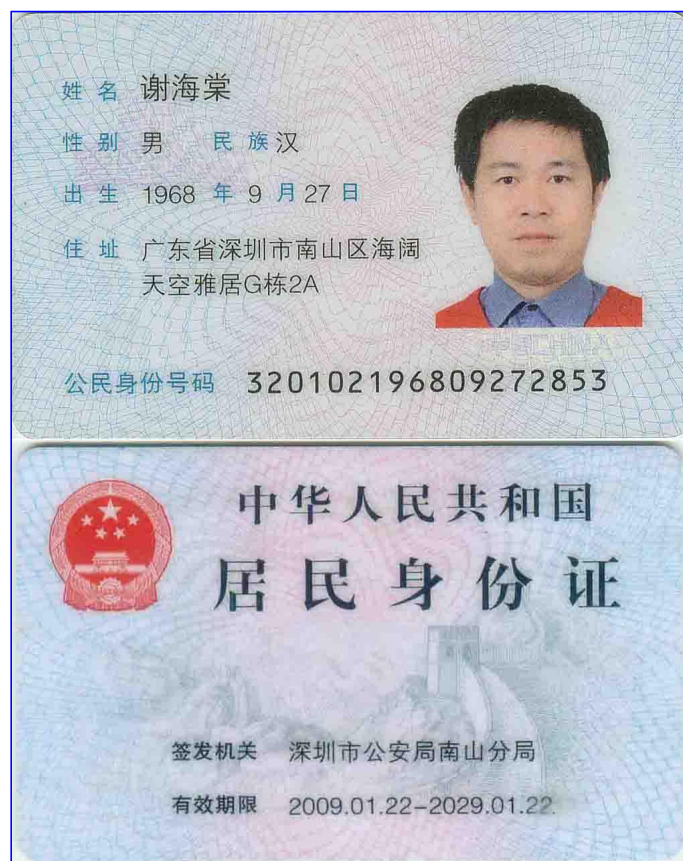 姓名 谢海棠
性别 男 民族 汉
出生 1968 年 9 月 27 日
住址 广东省深圳市南山区海阔
天空雅居G栋2A
公民身份号码 320102196809272853
中华人民共和国
居民身份证
签发机关 深圳市公安局南山分局
有效期限 2009.01.22-2029.01.22